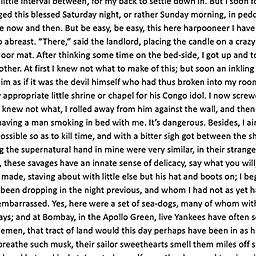 little interval between, for my back to settle down in. But I soon fo
ged this blessed Saturday night, or rather Sunday morning, in pedd
e now and then. But be easy, be easy, this here harpooneer I have
o abreast. "There," said the landlord, placing the candle on a crazy
oor mat. After thinking some time on the bed-side, I got up and to
other. At first I knew not what to make of this; but soon an inkling
im as if it was the devil himself who had thus broken into my room
y appropriate little shrine or chapel for his Congo idol. I now screwe
knew not what, I rolled away from him against the wall, and then
naving a man smoking in bed with me. It's dangerous. Besides, I ai
ossible so as to kill time, and with a bitter sigh got between the sh
g the supernatural hand in mine were very similar, in their strange
, these savages have an innate sense of delicacy, say what you will
made, staving about with little else but his hat and boots on; I beg
been dropping in the night previous, and whom I had not as yet ha
embarrassed. Yes, here were a set of sea-dogs, many of whom with
ays; and at Bombay, in the Apollo Green, live Yankees have often s
emen, that tract of land would this day perhaps have been in as h
breathe such musk, their sailor sweethearts smell them miles off s